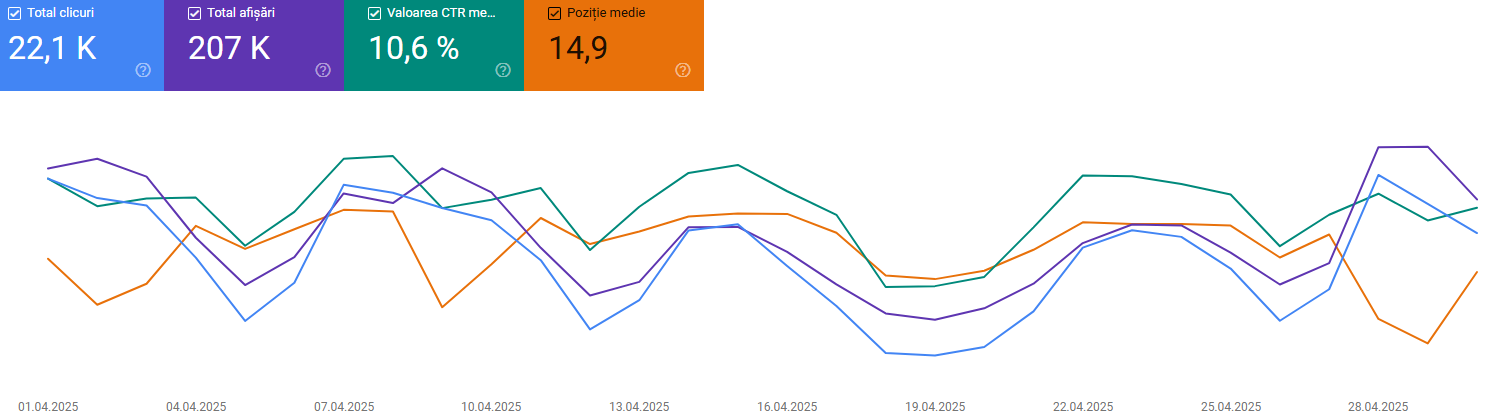 Total clicuri
22,1 K
Total afișări
207 K
Valoarea CTR me...
10,6 %
Poziție medie
14,9
01.04.2025
04.04.2025
07.04.2025
10.04.2025
13.04.2025
16.04.2025
19.04.2025
22.04.2025
25.04.2025
28.04.2025